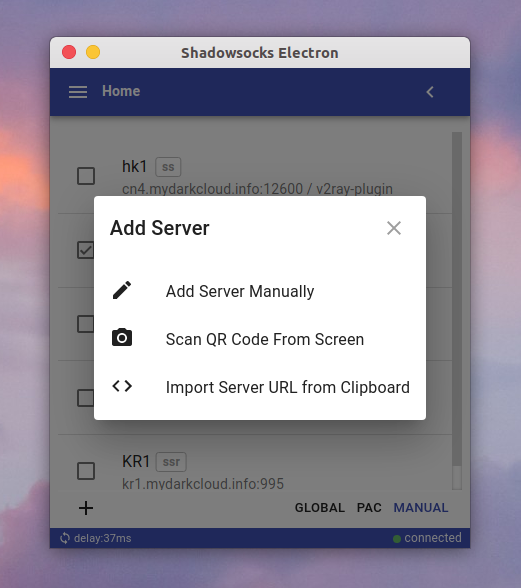 Shadowsocks Electron
Home
hk1 ss
cn4.mydarkcloud.info:12600 / v2ray-plugin
Add Server
Add Server Manually
Scan QR Code From Screen
Import Server URL from Clipboard
KR1 ssr
kr1.mydarkcloud.info:995
GLOBAL PAC MANUAL
delay:37ms connected